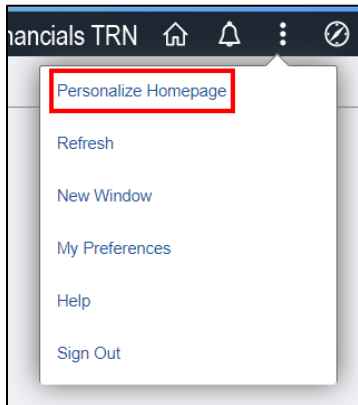 nancials TRN
Personalize Homepage
Refresh
New Window
My Preferences
Help
Sign Out